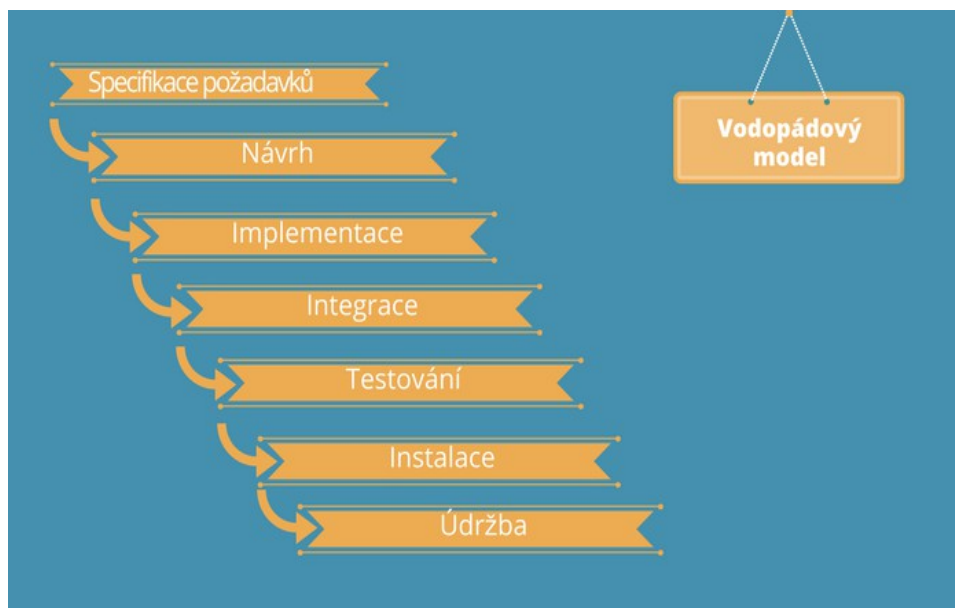 Specifikace požadavků
Návrh
Implementace
Integrace
Testování
Instalace
Údržba
Vodopádový
model